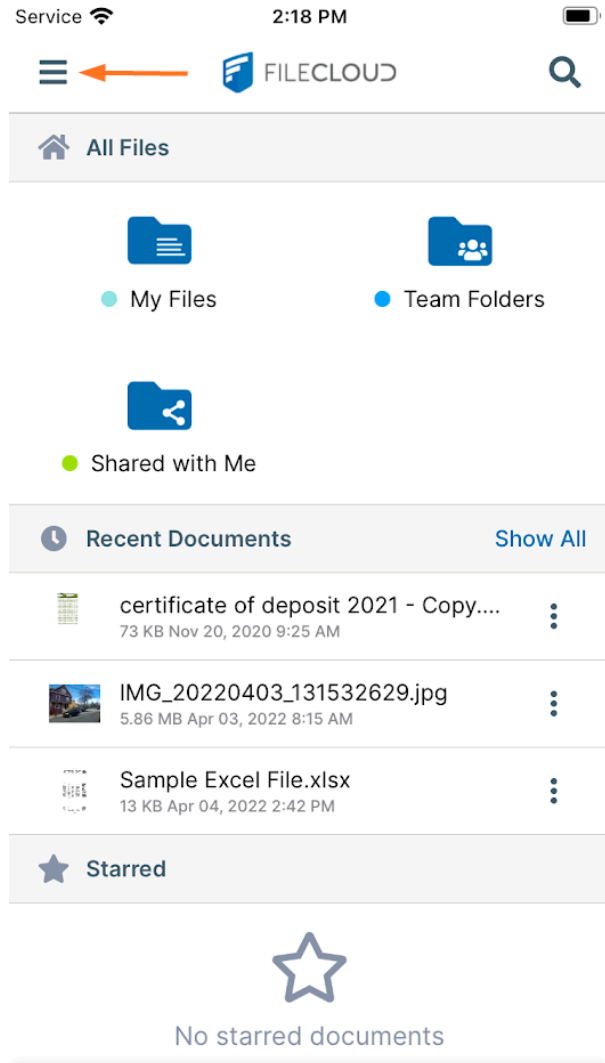 Service 2:18 PM
FILECLOUD
All Files
My Files Team Folders
Shared with Me
Recent Documents Show All
certificate of deposit 2021 - Copy....
73 KB Nov 20, 2020 9:25 AM
IMG_20220403_131532629.jpg
5.86 MB Apr 03, 2022 8:15 AM
Sample Excel File.xlsx
13 KB Apr 04, 2022 2:42 PM
Starred
No starred documents